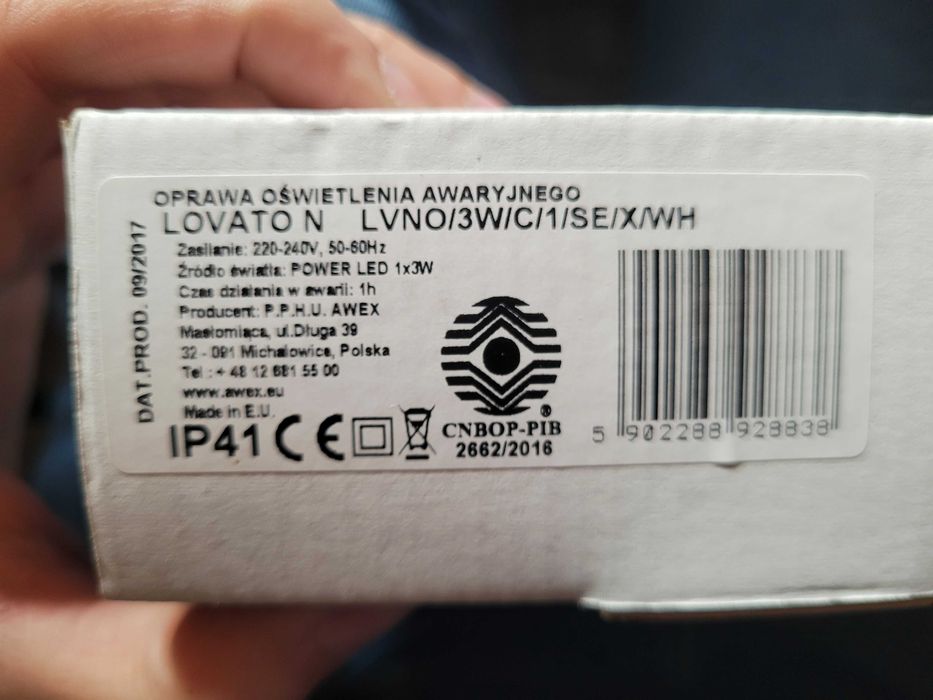 OPRAWA OŚWIETLENIA AWARYJNEGO
LOVATO N LVNO/3W/C/1/SE/X/WH
Zasilanie: 220-240V, 50-60Hz
Źródło światła: POWER LED 1x3W
Czas działania w awarii: 1h
Producent: P.P.H.U. AWEX
Masłomiąca, ul.Długa 39
32 - 091 Michałowice, Polska
Tel : + 48 12 681 55 00
www.awex.eu
Made in E.U.
IP41 CE
DAT.PROD. 09/2017
®
CNBOP-PIB
2662/2016
5 902288 928838